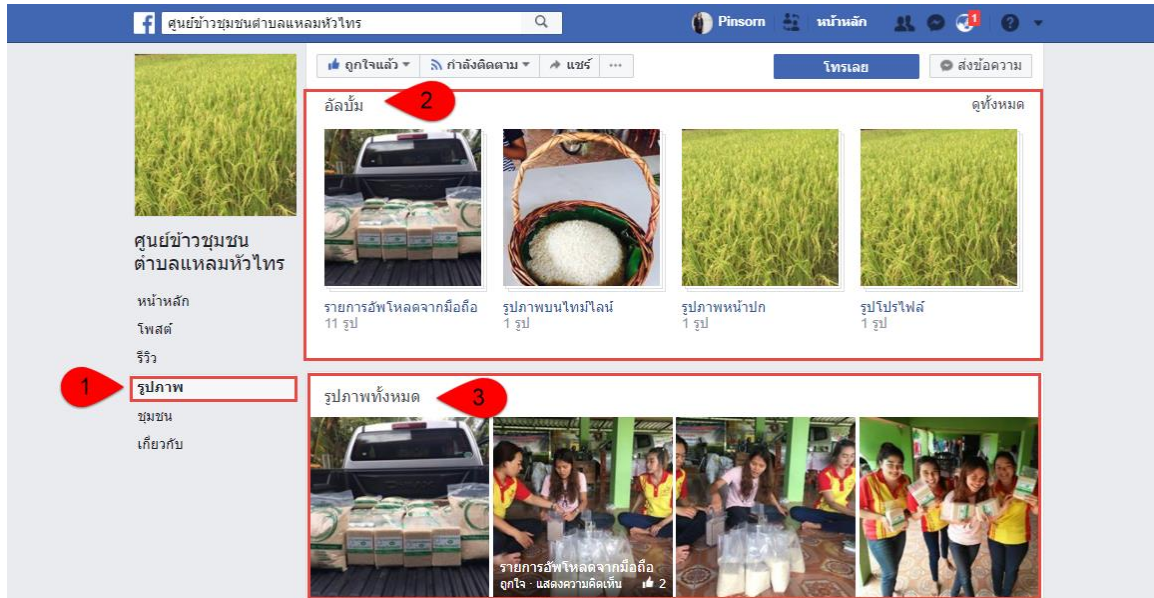 ศูนย์ข้าวชุมชนตำบลแหลมหัวไทร
Pinsorn
หน้าหลัก
1
ถูกใจแล้ว
กำลังติดตาม
แชร์
...
โทรเลย
ส่งข้อความ
อัลบั้ม
2
ดูทั้งหมด
รายการอัพโหลดจากมือถือ
11 รูป
รูปภาพบนไทม์ไลน์
1 รูป
รูปภาพหน้าปก
1 รูป
รูปโปรไฟล์
1 รูป
ศูนย์ข้าวชุมชน
ตำบลแหลมหัวไทร
หน้าหลัก
โพสต์
รีวิว
1
รูปภาพ
ชุมชน
เกี่ยวกับ
รูปภาพทั้งหมด
3
รายการอัพโหลดจากมือถือ
ถูกใจ · แสดงความคิดเห็น 2